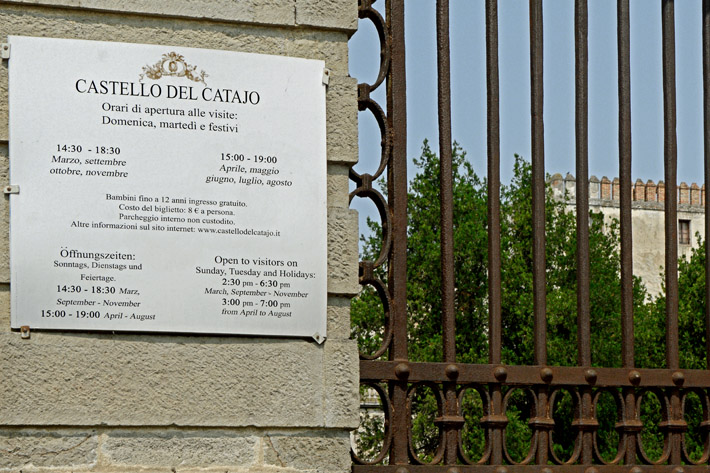 CASTELLO DEL CATAJO
Orari di apertura alle visite:
Domenica, martedì e festivi
14:30 - 18:30
Marzo, settembre
ottobre, novembre
15:00 - 19:00
Aprile, maggio
giugno, luglio, agosto
Bambini fino a 12 anni ingresso gratuito.
Costo del biglietto: 8 € a persona.
Parcheggio interno non custodito.
Altre informazioni sul sito internet: www.castellodelcatajo.it
Öffnungszeiten:
Sonntags, Dienstags und
Feiertage.
14:30 - 18:30 Marz,
September - November
15:00 - 19:00 April - August
Open to visitors on
Sunday, Tuesday and Holidays:
2:30 pm - 6:30 pm
March, September - November
3:00 pm - 7:00 pm
from April to August